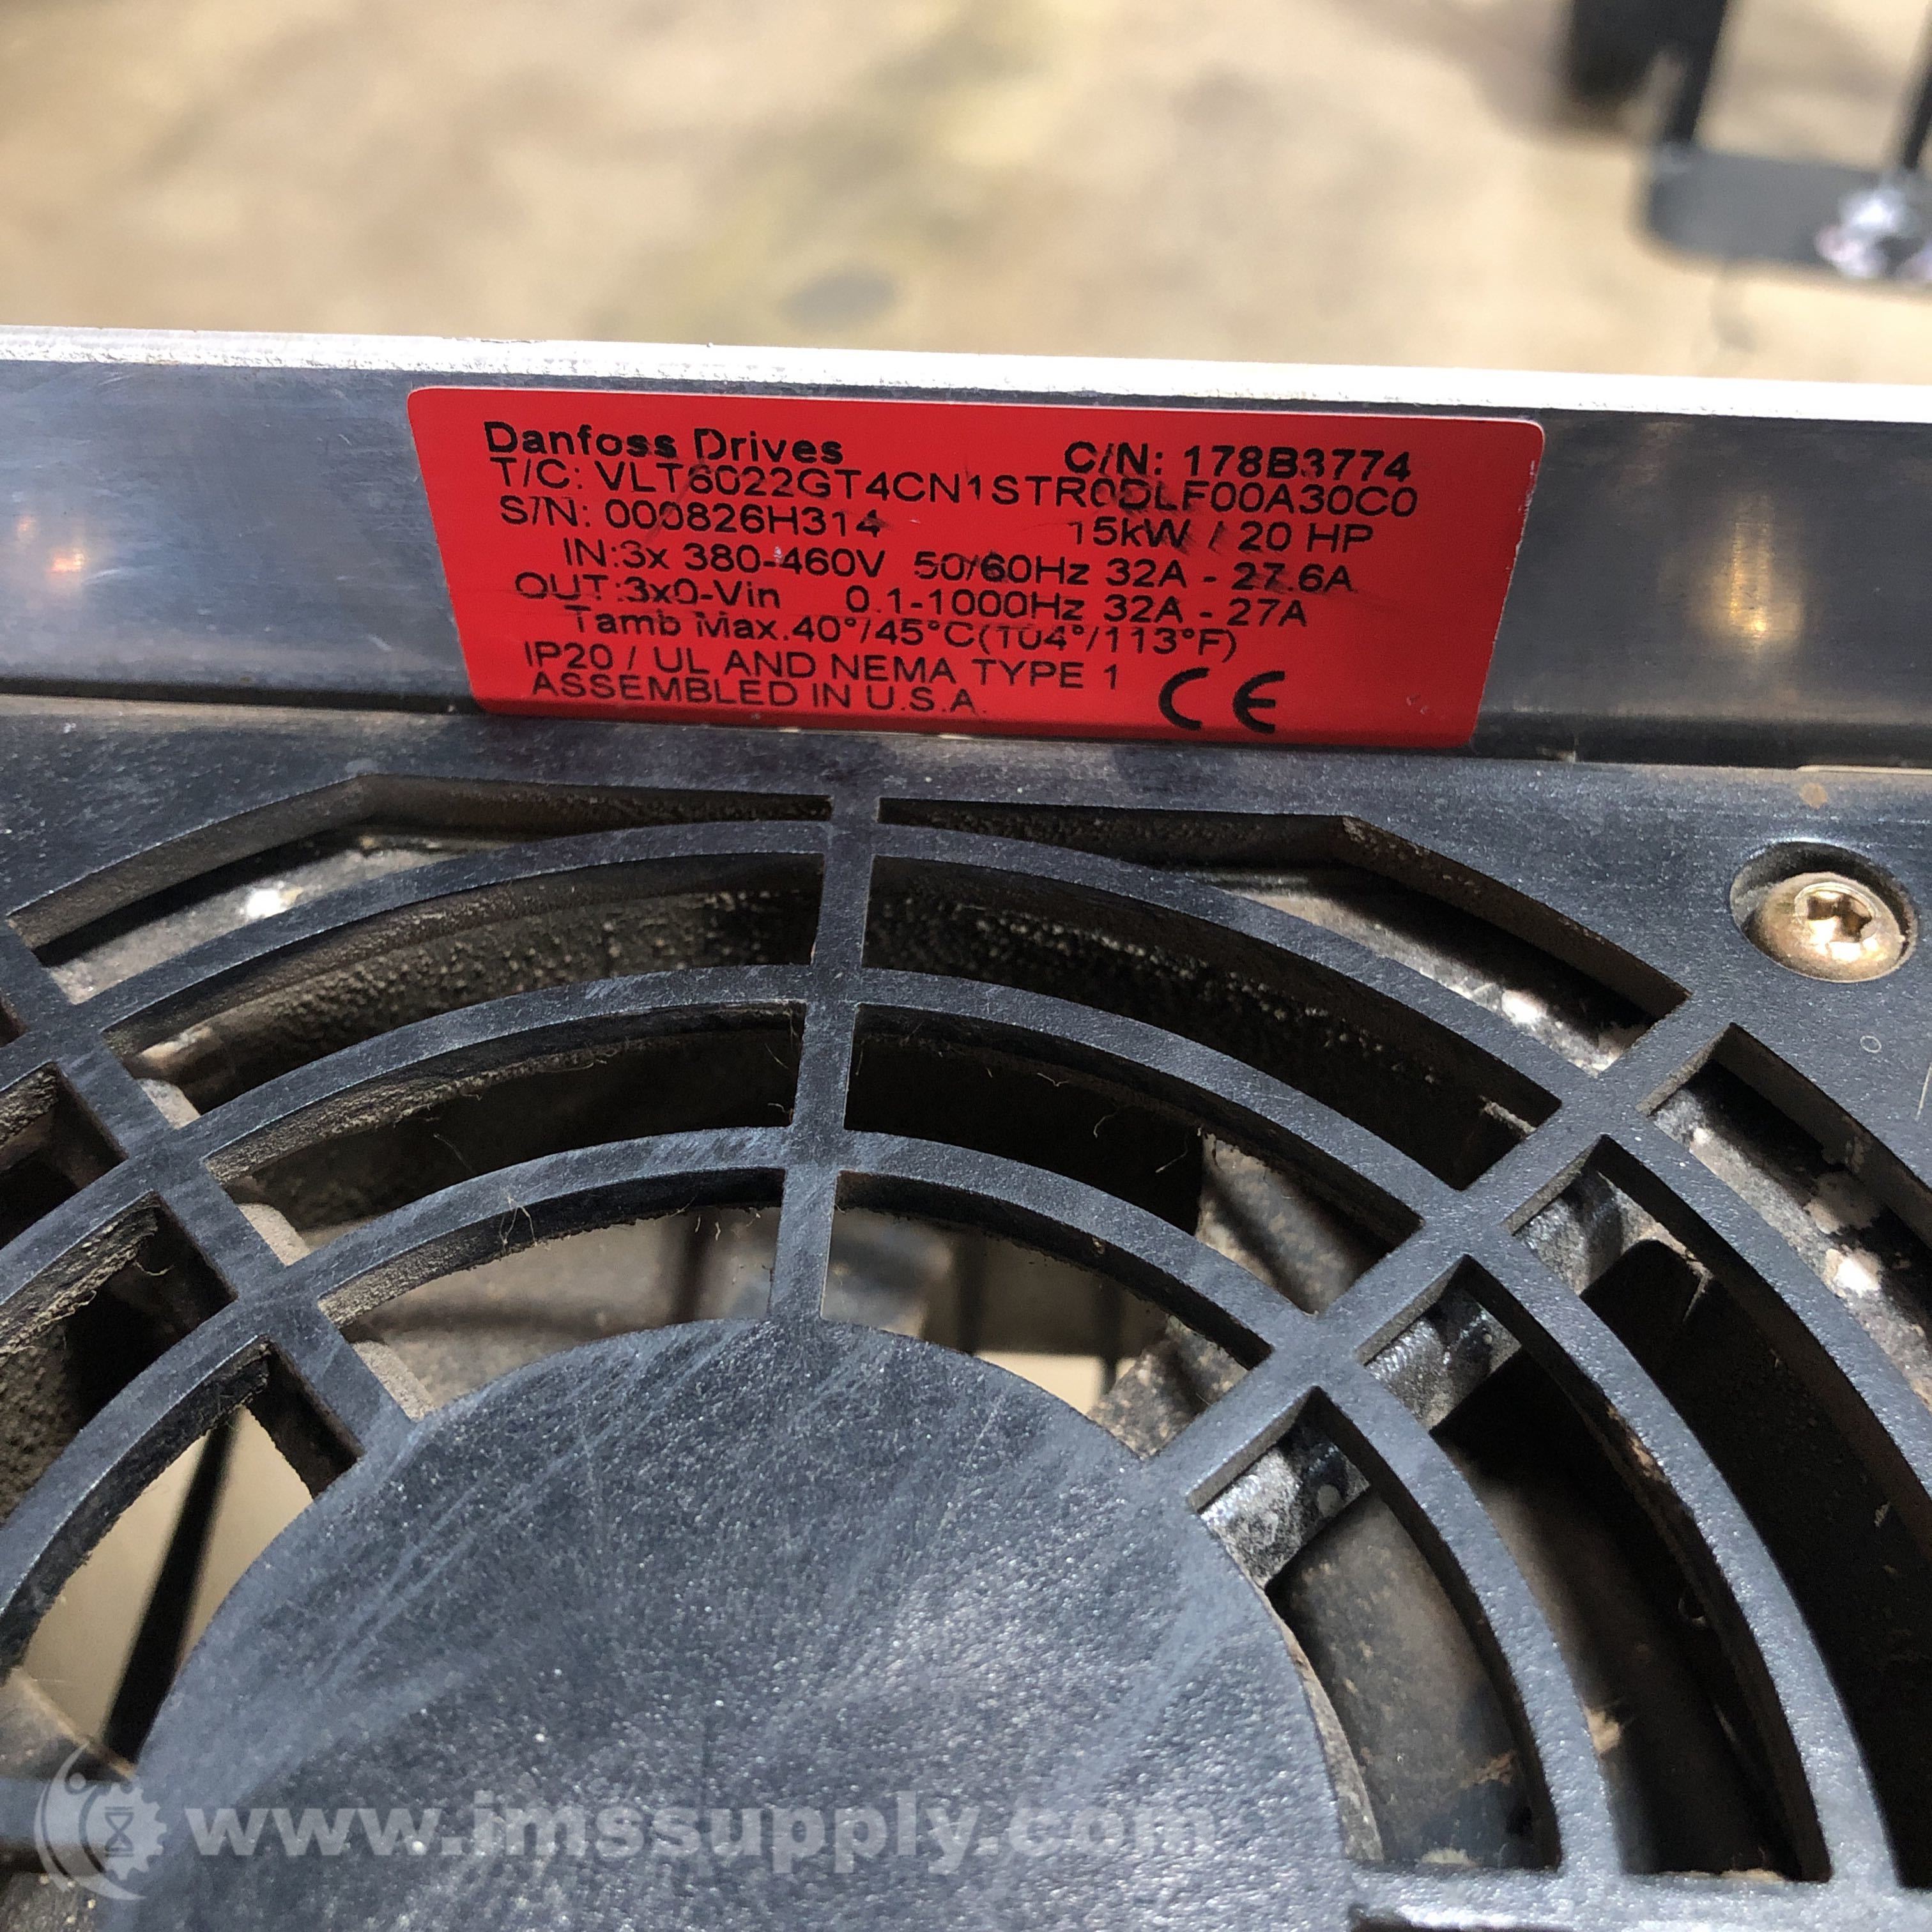 Danfoss Drives C/N: 178B3774
T/C: VLT6022GT4CN1STR0DLF00A30C0
S/N: 000826H314 15kW / 20 HP
IN:3x 380-460V 50/60Hz 32A - 27.6A
OUT:3x0-Vin 0.1-1000Hz 32A - 27A
Tamb Max.40°/45°C(104°/113°F)
IP20 / UL AND NEMA TYPE 1
ASSEMBLED IN U.S.A. CE
www.imssupply.com